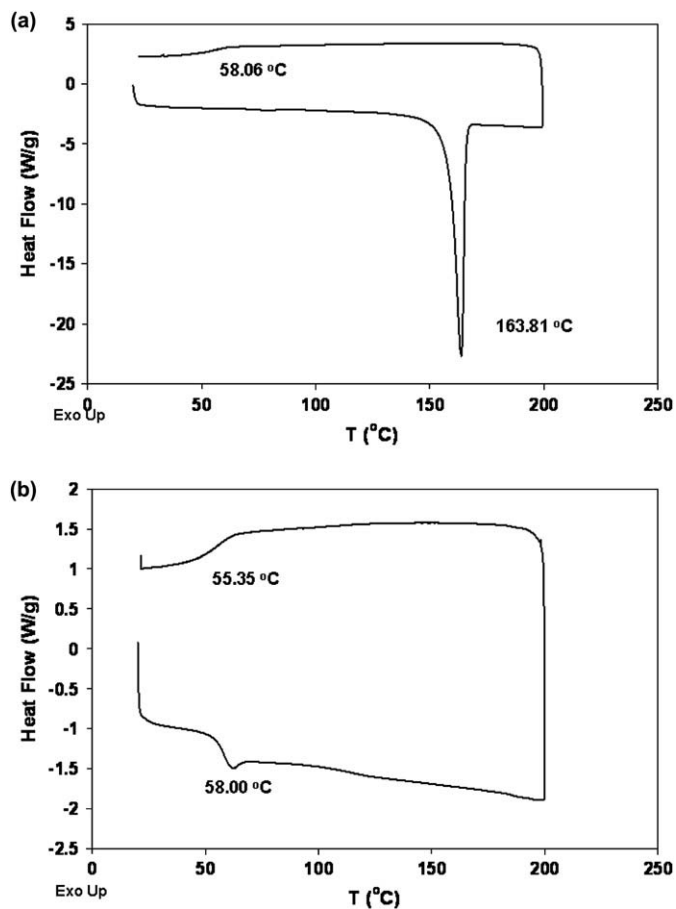 (a)
5
0
-5
-10
-15
-20
-25
Heat Flow (W/g)
58.06 °C
163.81 °C
0 50 100 150 200 250
Exo Up
T (°C)
(b)
2
1.5
1
0.5
0
-0.5
-1
-1.5
-2
-2.5
Heat Flow (W/g)
55.35 °C
58.00 °C
0 50 100 150 200 250
Exo Up
T (°C)